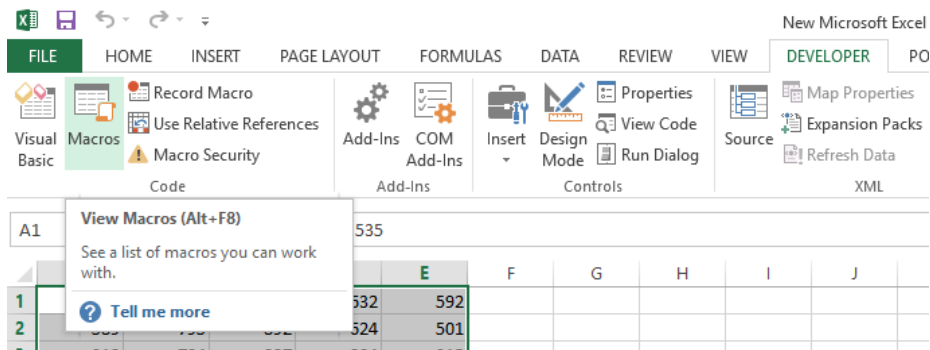 New Microsoft Excel
FILE HOME INSERT PAGE LAYOUT FORMULAS DATA REVIEW VIEW DEVELOPER PO
Visual Basic
Macros
Record Macro
Use Relative References
Macro Security
Code
Add-Ins
COM Add-Ins
Add-Ins
Insert
Design Mode
Properties
View Code
Run Dialog
Controls
Source
Map Properties
Expansion Packs
Refresh Data
XML
A1
535
View Macros (Alt+F8)
See a list of macros you can work
with.
Tell me more
E F G H I J
1 532 592
2 624 501